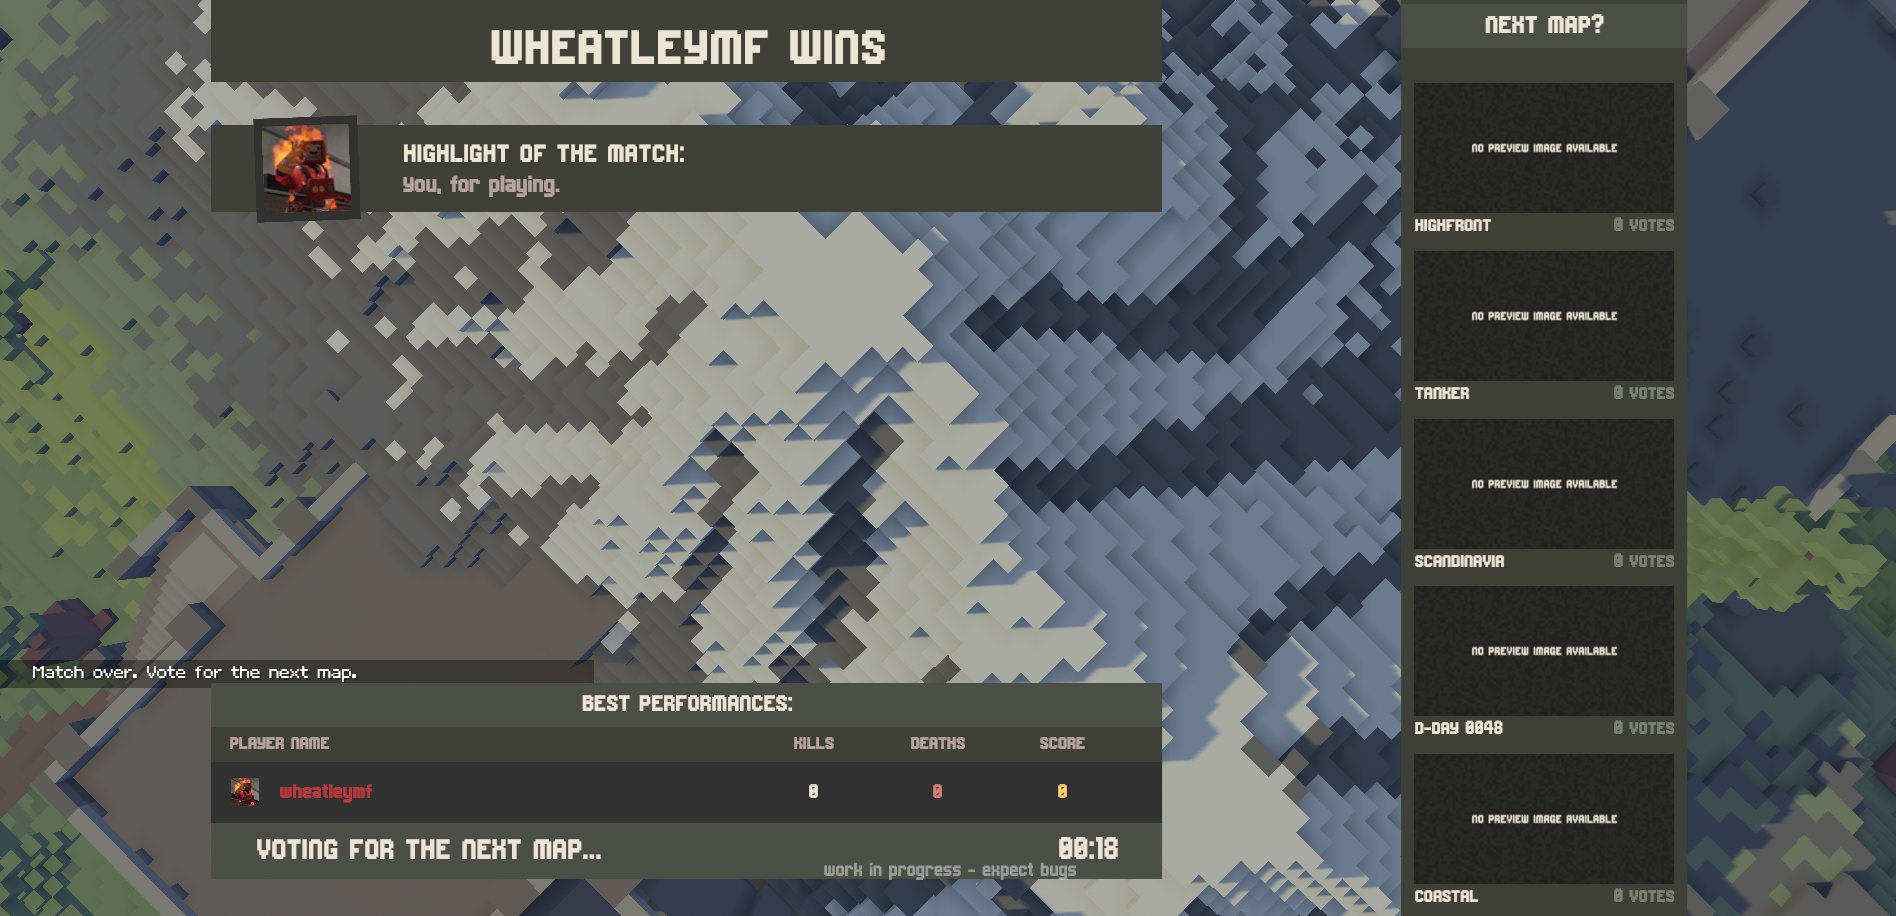 WHEATLEYMF WINS
HIGHLIGHT OF THE MATCH:
You, for playing.
Match over. Vote for the next map.
BEST PERFORMANCES:
PLAYER NAME KILLS DEATHS SCORE
wheatleymf 0 0 0
VOTING FOR THE NEXT MAP... 00:18
work in progress - expect bugs
NEXT MAP?
NO PREVIEW IMAGE AVAILABLE
HIGHFRONT 0 VOTES
NO PREVIEW IMAGE AVAILABLE
TANKER 0 VOTES
NO PREVIEW IMAGE AVAILABLE
SCANDINAVIA 0 VOTES
NO PREVIEW IMAGE AVAILABLE
D-DAY 0048 0 VOTES
NO PREVIEW IMAGE AVAILABLE
COASTAL 0 VOTES